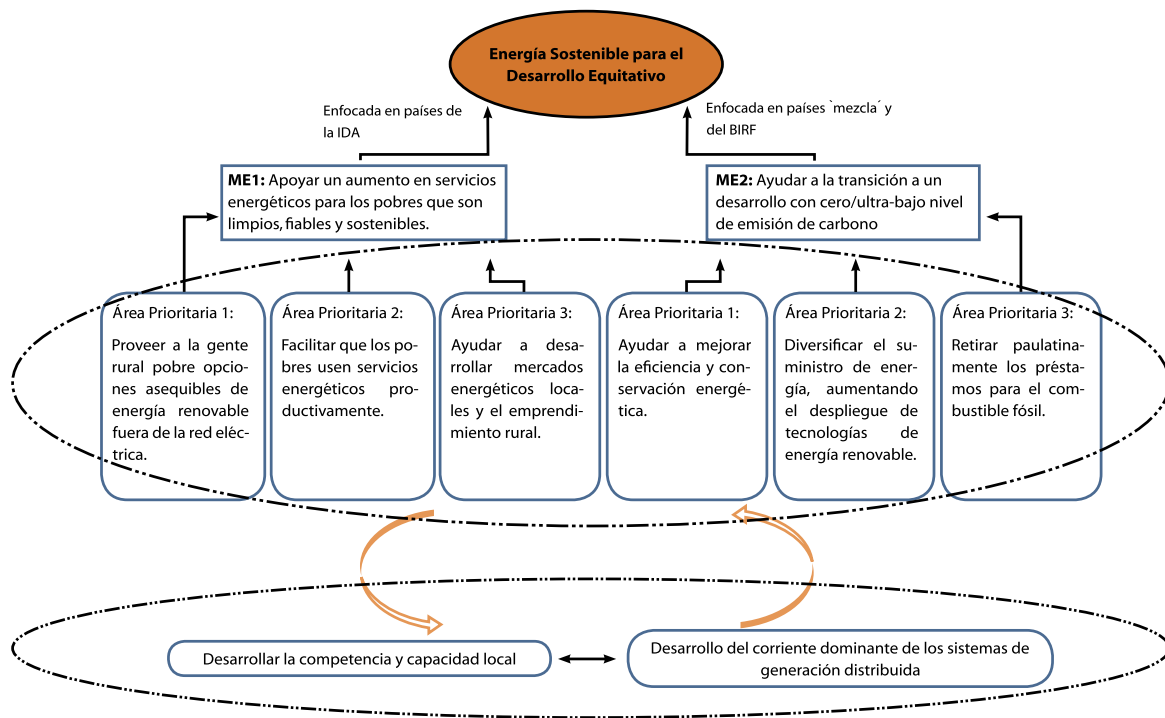 Energía Sostenible para el
Desarrollo Equitativo
Enfocada en países de
la IDA
Enfocada en países `mezcla´ y
del BIRF
ME1: Apoyar un aumento en servicios
energéticos para los pobres que son
limpios, fiables y sostenibles.
ME2: Ayudar a la transición a un
desarrollo con cero/ultra-bajo nivel
de emisión de carbono
Área Prioritaria 1:
Proveer a la gente
rural pobre opcio-
nes asequibles de
energía renovable
fuera de la red eléc-
trica.
Área Prioritaria 2:
Facilitar que los po-
bres usen servicios
energéticos pro-
ductivamente.
Área Prioritaria 3:
Ayudar a desa-
rrollar mercados
energéticos loca-
les y el emprendi-
miento rural.
Área Prioritaria 1:
Ayudar a mejorar
la eficiencia y con-
servación energé-
tica.
Área Prioritaria 2:
Diversificar el su-
ministro de ener-
gía, aumentando
el despliegue de
tecnologías de
energía renovable.
Área Prioritaria 3:
Retirar paulatina-
mente los présta-
mos para el com-
bustible fósil.
Desarrollar la competencia y capacidad local
Desarrollo del corriente dominante de los sistemas de
generación distribuida